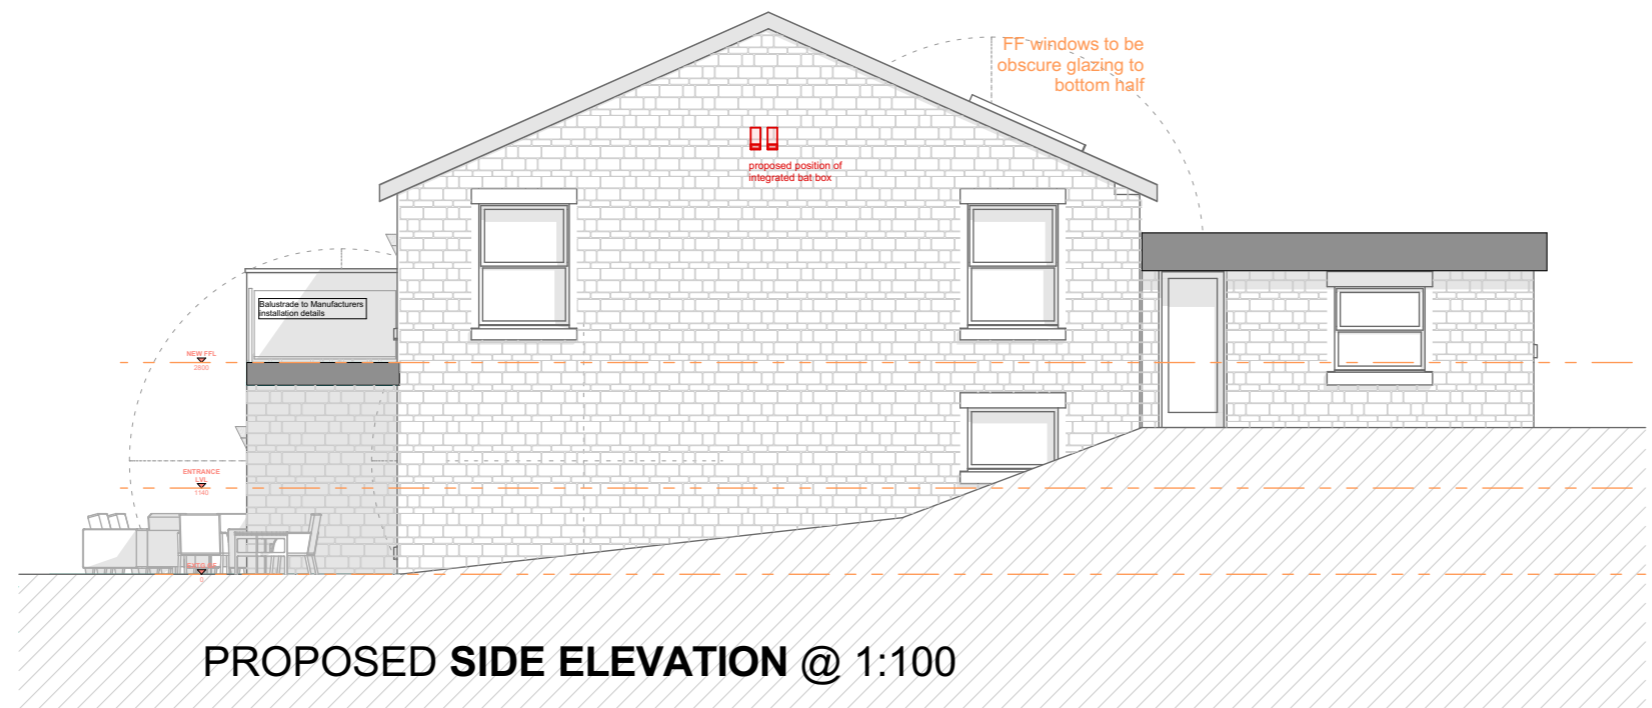 FF windows to be
obscure glazing to
bottom half
proposed position of
integrated bat box
Balustrade to Manufacturers
installation details
NEW FFL
2800
ENTRANCE
LVL
1140
0
PROPOSED SIDE ELEVATION @ 1:100